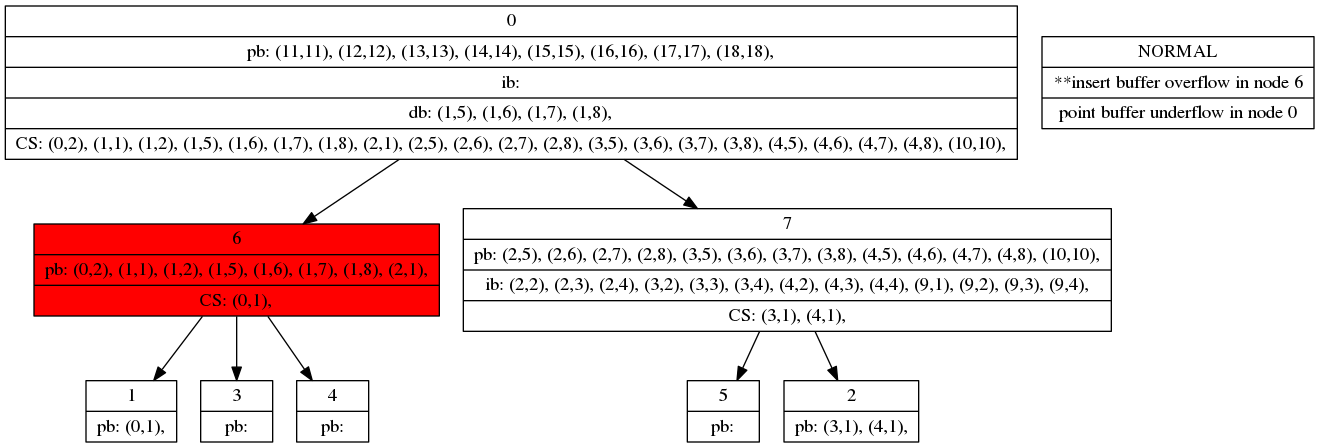 0
pb: (11,11), (12,12), (13,13), (14,14), (15,15), (16,16), (17,17), (18,18),
ib:
db: (1,5), (1,6), (1,7), (1,8),
CS: (0,2), (1,1), (1,2), (1,5), (1,6), (1,7), (1,8), (2,1), (2,5), (2,6), (2,7), (2,8), (3,5), (3,6), (3,7), (3,8), (4,5), (4,6), (4,7), (4,8), (10,10),
NORMAL
**insert buffer overflow in node 6
point buffer underflow in node 0
6
pb: (0,2), (1,1), (1,2), (1,5), (1,6), (1,7), (1,8), (2,1),
CS: (0,1),
7
pb: (2,5), (2,6), (2,7), (2,8), (3,5), (3,6), (3,7), (3,8), (4,5), (4,6), (4,7), (4,8), (10,10),
ib: (2,2), (2,3), (2,4), (3,2), (3,3), (3,4), (4,2), (4,3), (4,4), (9,1), (9,2), (9,3), (9,4),
CS: (3,1), (4,1),
1
pb: (0,1),
3
pb:
4
pb:
5
pb:
2
pb: (3,1), (4,1),